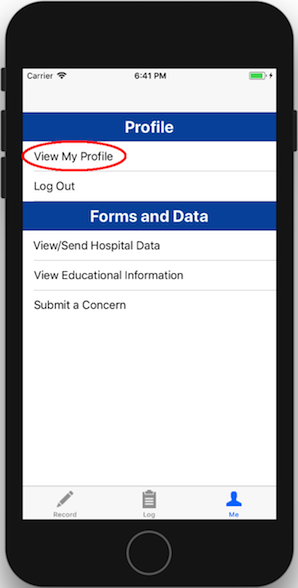 Carrier 6:41 PM
Profile
View My Profile
Log Out
Forms and Data
View/Send Hospital Data
View Educational Information
Submit a Concern
Record Log Me